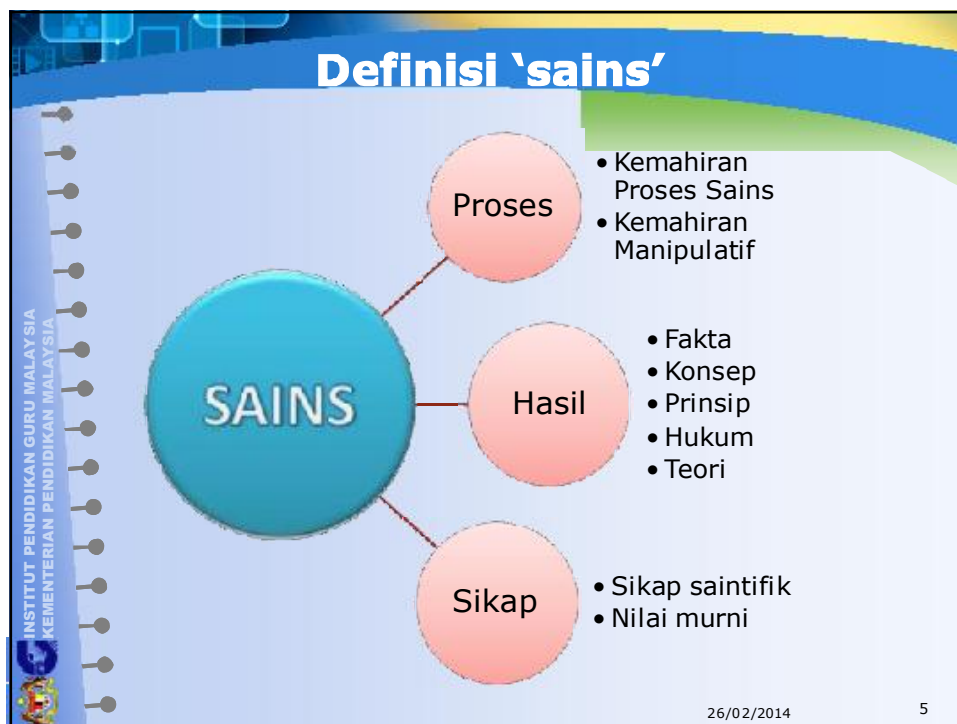 Definisi ‘sains’
SAINS
Proses
• Kemahiran
Proses Sains
• Kemahiran
Manipulatif
Hasil
• Fakta
• Konsep
• Prinsip
• Hukum
• Teori
Sikap
• Sikap saintifik
• Nilai murni
INSTITUT PENDIDIKAN GURU MALAYSIA
KEMENTERIAN PENDIDIKAN MALAYSIA
26/02/2014
5